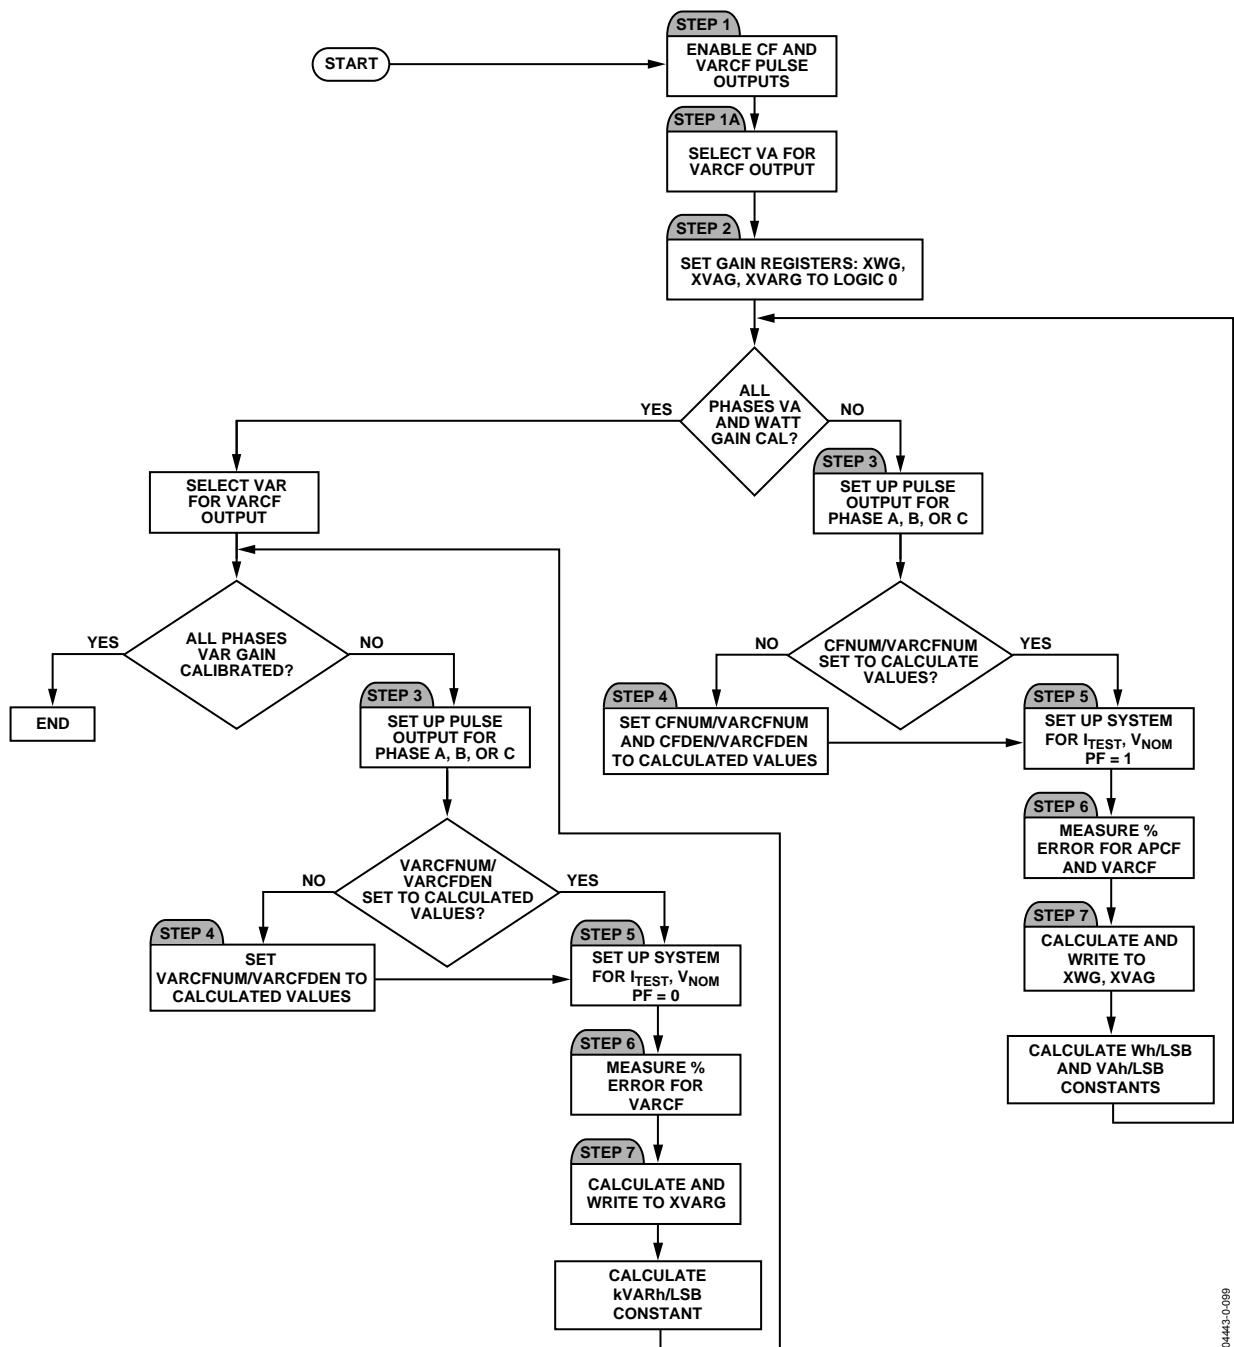 STEP 1
START
ENABLE CF AND
VARCF PULSE
OUTPUTS
STEP 1A
SELECT VA FOR
VARCF OUTPUT
STEP 2
SET GAIN REGISTERS: XWG,
XVAG, XVARG TO LOGIC 0
ALL
PHASES VA
AND WATT
GAIN CAL?
YES
NO
SELECT VAR
FOR VARCF
OUTPUT
STEP 3
SET UP PULSE
OUTPUT FOR
PHASE A, B, OR C
ALL PHASES
VAR GAIN
CALIBRATED?
YES
NO
END
CFNUM/VARCFNUM
SET TO CALCULATE
VALUES?
NO
YES
STEP 4
SET CFNUM/VARCFNUM
AND CFDEN/VARCFDEN
TO CALCULATED VALUES
STEP 5
SET UP SYSTEM
FOR ITEST, VNOM
PF = 1
STEP 6
MEASURE %
ERROR FOR APCF
AND VARCF
STEP 7
CALCULATE AND
WRITE TO
XWG, XVAG
CALCULATE Wh/LSB
AND VAh/LSB
CONSTANTS
STEP 3
SET UP PULSE
OUTPUT FOR
PHASE A, B, OR C
VARCFNUM/
VARCFDEN
SET TO CALCULATED
VALUES?
NO
YES
STEP 4
SET
VARCFNUM/VARCFDEN TO
CALCULATED VALUES
STEP 5
SET UP SYSTEM
FOR ITEST, VNOM
PF = 0
STEP 6
MEASURE %
ERROR FOR
VARCF
STEP 7
CALCULATE AND
WRITE TO XVARG
CALCULATE
kVARh/LSB
CONSTANT
04443-0-099